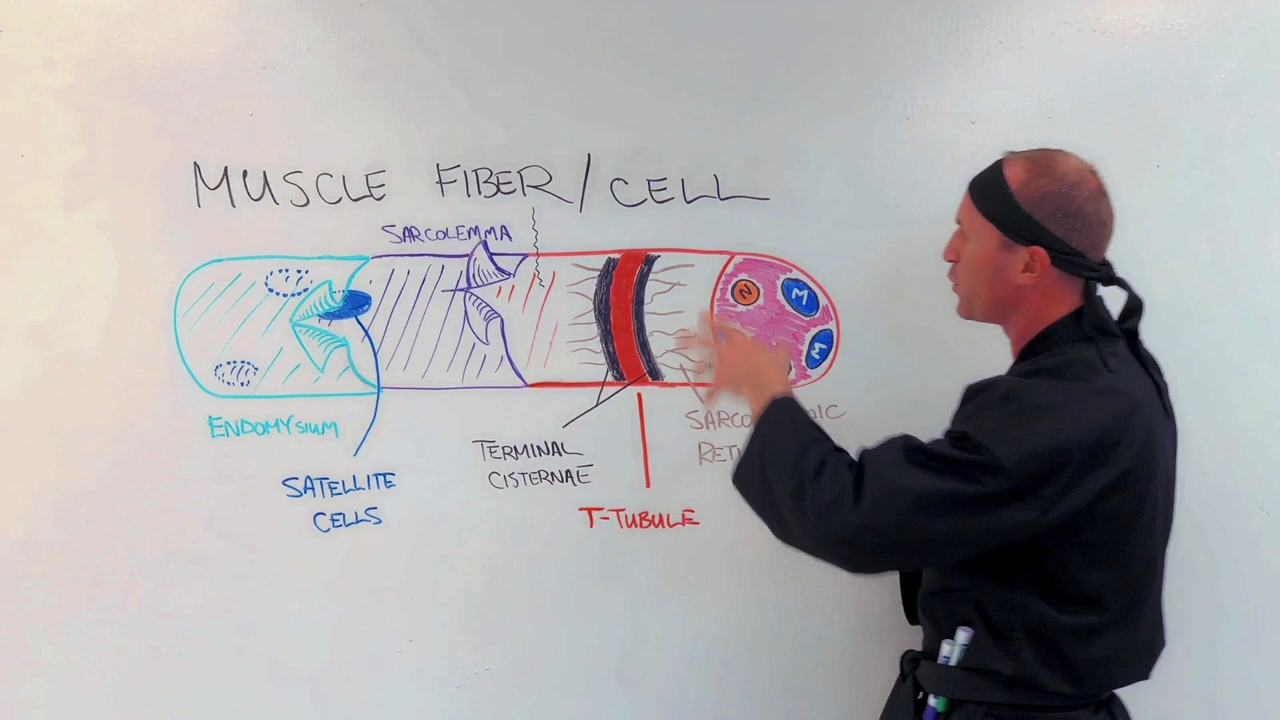 MUSCLE FIBER/CELL
SARCOLEMMA
N
M
M
ENDOMYSIUM
SATELLITE
CELLS
TERMINAL
CISTERNAE
T-TUBULE